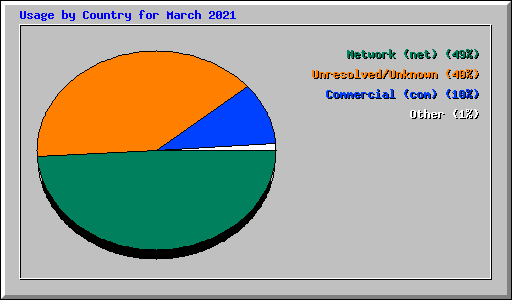 Usage by Country for March 2021
Network (net) (49%)
Unresolved/Unknown (40%)
Commercial (com) (10%)
Other (1%)